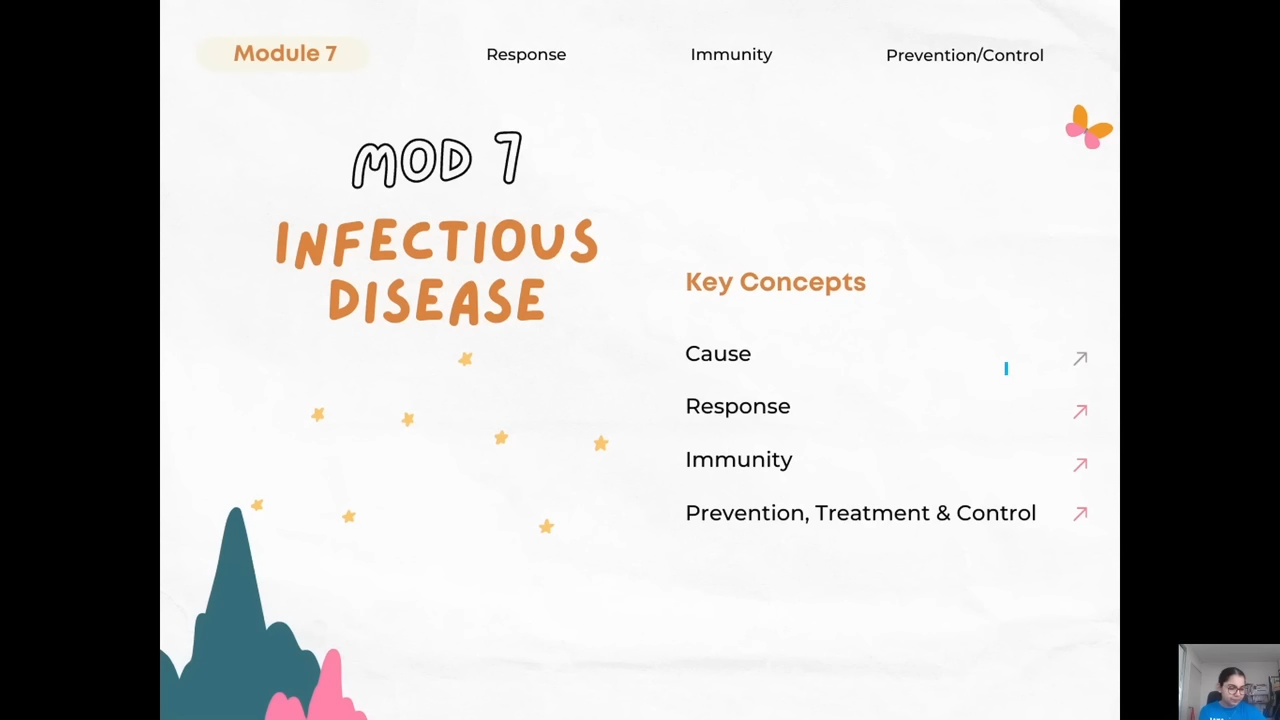 Module 7
Response
Immunity
Prevention/Control
MOD 7
INFECTIOUS
DISEASE
Key Concepts
Cause
Response
Immunity
Prevention, Treatment & Control